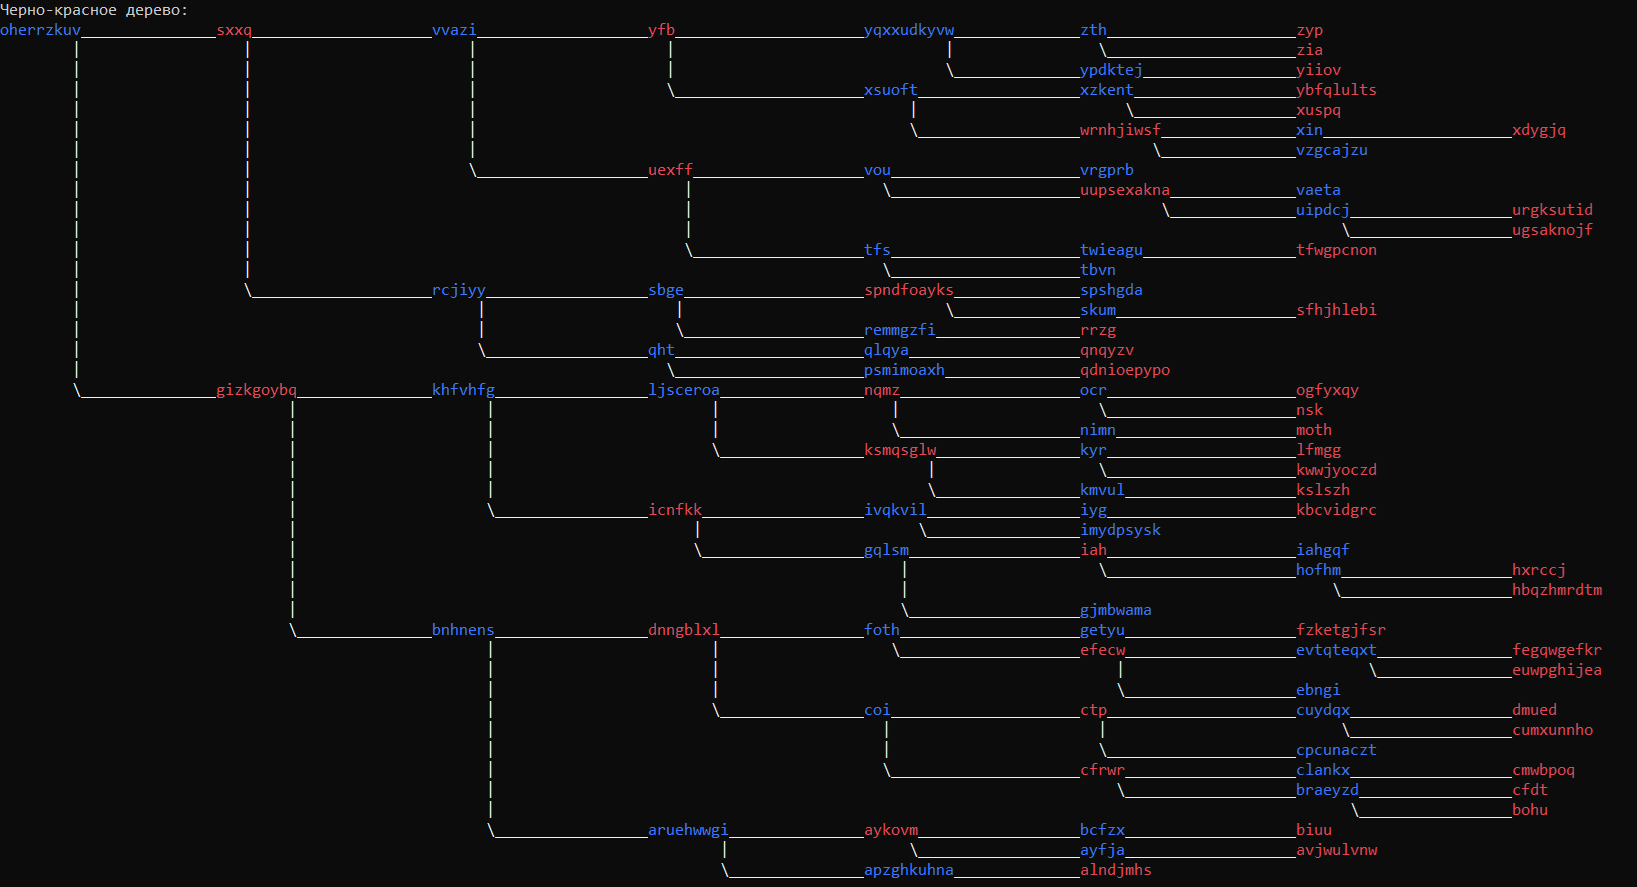 Черно-красное дерево:
oherrzkuv sxxq vvazi yfb yqxxudkyvw zth zyp
zia
ypdktej yiiov
xsuoft xzkent ybfqlults
xuspq
wrnhjiwsf xin xdygjq
vzgcajzu
uexff vou vrgprb
uupsexakna vaeta
uipdcj urgksutid
ugsaknojf
tfs twieagu tfwgpcnon
tbvn
rcjiyy sbge spndfoayks spshgda
skum sfhjhlebi
remmgzfi rrzg
qht qlqya qnqyzv
psmimoaxh qdnioepypo
gizkgoybq khfvhfg ljsceroa nqmz ocr ogfyxqy
nsk
nimn moth
ksmqsglw kyr lfmgg
kwwjyoczd
kmvul kslszh
icnfkk ivqkvil iyg kbcvidgrc
imydpsysk
gqlsm iah iahgqf
hofhm hxrccj
hbqzhmrdtm
gjmbwama
bnhnens dnngblxl foth getyu fzketgjfsr
efecw evtqteqxt fegqwgefkr
euwpghijea
ebngi
coi ctp cuydqx dmued
cumxunnho
cpcunaczt
cfrwr clankx cmwbpoq
braeyzd cfdt
bohu
aruehwwgi aykovm bcfzx biuu
ayfja avjwulvnw
apzghkuhna alndjmhs